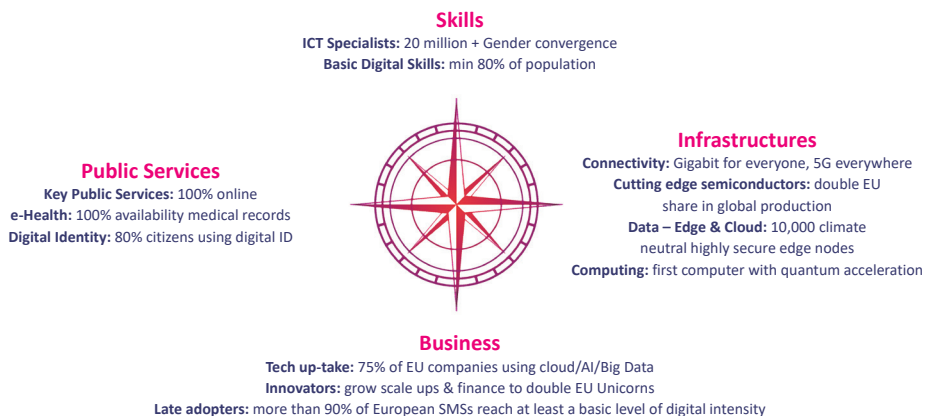 Skills
ICT Specialists: 20 million + Gender convergence
Basic Digital Skills: min 80% of population
Public Services
Key Public Services: 100% online
e-Health: 100% availability medical records
Digital Identity: 80% citizens using digital ID
Infrastructures
Connectivity: Gigabit for everyone, 5G everywhere
Cutting edge semiconductors: double EU
share in global production
Data – Edge & Cloud: 10,000 climate
neutral highly secure edge nodes
Computing: first computer with quantum acceleration
Business
Tech up-take: 75% of EU companies using cloud/AI/Big Data
Innovators: grow scale ups & finance to double EU Unicorns
Late adopters: more than 90% of European SMSs reach at least a basic level of digital intensity